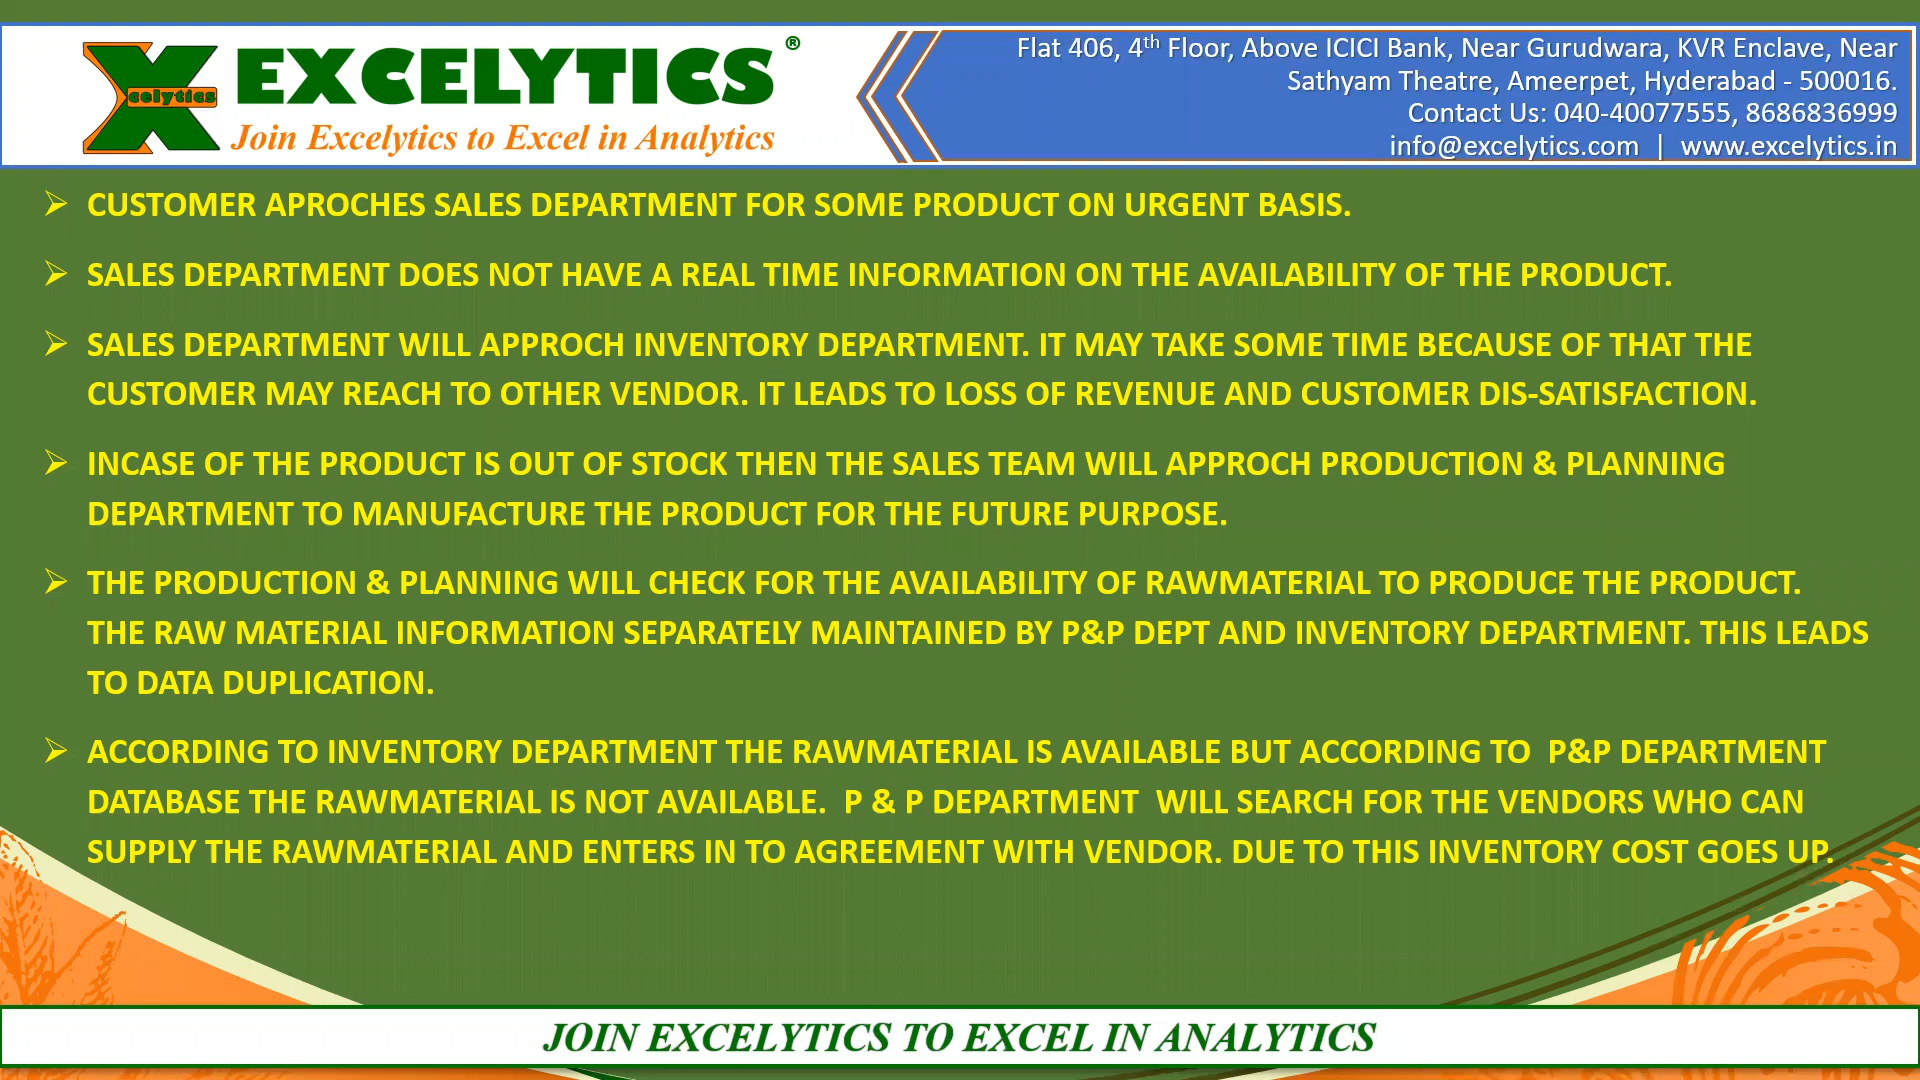 EXCELYTICS ®
celytics
Join Excelytics to Excel in Analytics
Flat 406, 4th Floor, Above ICICI Bank, Near Gurudwara, KVR Enclave, Near
Sathyam Theatre, Ameerpet, Hyderabad - 500016.
Contact Us: 040-40077555, 8686836999
info@excelytics.com | www.excelytics.in
➢ CUSTOMER APROCHES SALES DEPARTMENT FOR SOME PRODUCT ON URGENT BASIS.
➢ SALES DEPARTMENT DOES NOT HAVE A REAL TIME INFORMATION ON THE AVAILABILITY OF THE PRODUCT.
➢ SALES DEPARTMENT WILL APPROCH INVENTORY DEPARTMENT. IT MAY TAKE SOME TIME BECAUSE OF THAT THE
CUSTOMER MAY REACH TO OTHER VENDOR. IT LEADS TO LOSS OF REVENUE AND CUSTOMER DIS-SATISFACTION.
➢ INCASE OF THE PRODUCT IS OUT OF STOCK THEN THE SALES TEAM WILL APPROCH PRODUCTION & PLANNING
DEPARTMENT TO MANUFACTURE THE PRODUCT FOR THE FUTURE PURPOSE.
➢ THE PRODUCTION & PLANNING WILL CHECK FOR THE AVAILABILITY OF RAWMATERIAL TO PRODUCE THE PRODUCT.
THE RAW MATERIAL INFORMATION SEPARATELY MAINTAINED BY P&P DEPT AND INVENTORY DEPARTMENT. THIS LEADS
TO DATA DUPLICATION.
➢ ACCORDING TO INVENTORY DEPARTMENT THE RAWMATERIAL IS AVAILABLE BUT ACCORDING TO P&P DEPARTMENT
DATABASE THE RAWMATERIAL IS NOT AVAILABLE. P & P DEPARTMENT WILL SEARCH FOR THE VENDORS WHO CAN
SUPPLY THE RAWMATERIAL AND ENTERS IN TO AGREEMENT WITH VENDOR. DUE TO THIS INVENTORY COST GOES UP.
JOIN EXCELYTICS TO EXCEL IN ANALYTICS